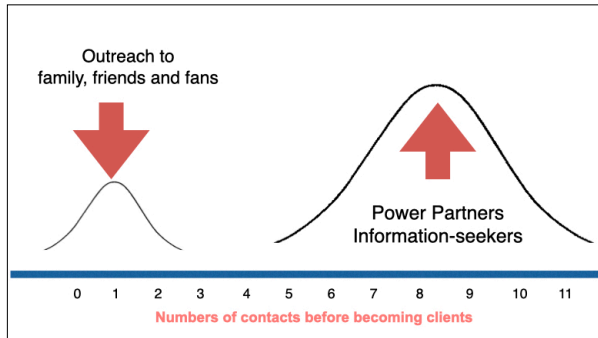 Outreach to
family, friends and fans
Power Partners
Information-seekers
0 1 2 3 4 5 6 7 8 9 10 11
Numbers of contacts before becoming clients